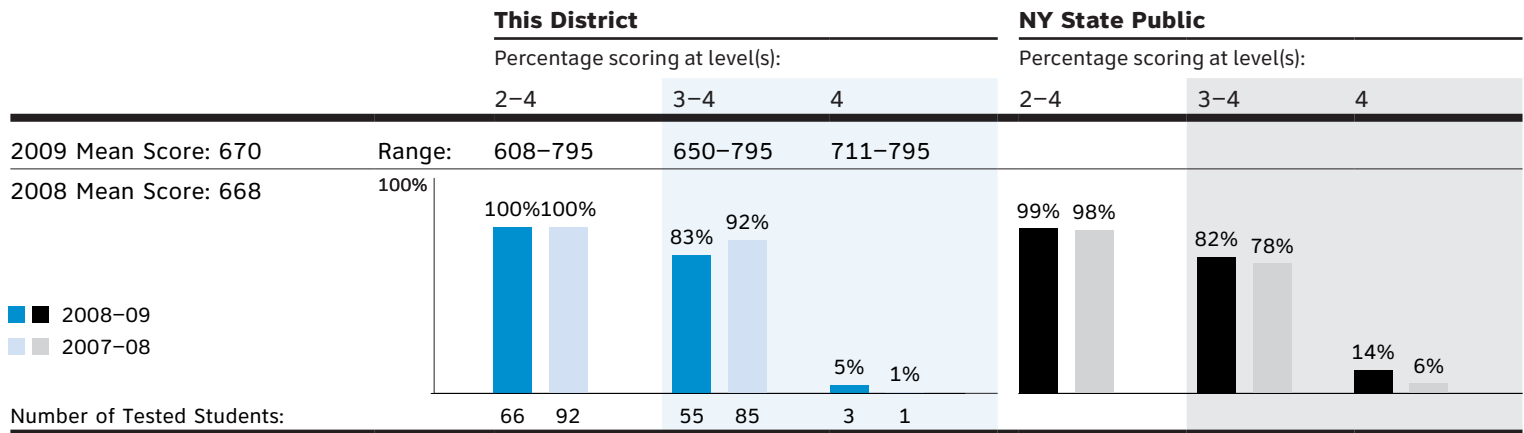 This District NY State Public
Percentage scoring at level(s): Percentage scoring at level(s):
2–4 3–4 4 2–4 3–4 4
2009 Mean Score: 670 Range: 608–795 650–795 711–795
2008 Mean Score: 668 100%
100% 100% 83% 92% 5% 1% 99% 98% 82% 78% 14% 6%
2008–09
2007–08
Number of Tested Students: 66 92 55 85 3 1